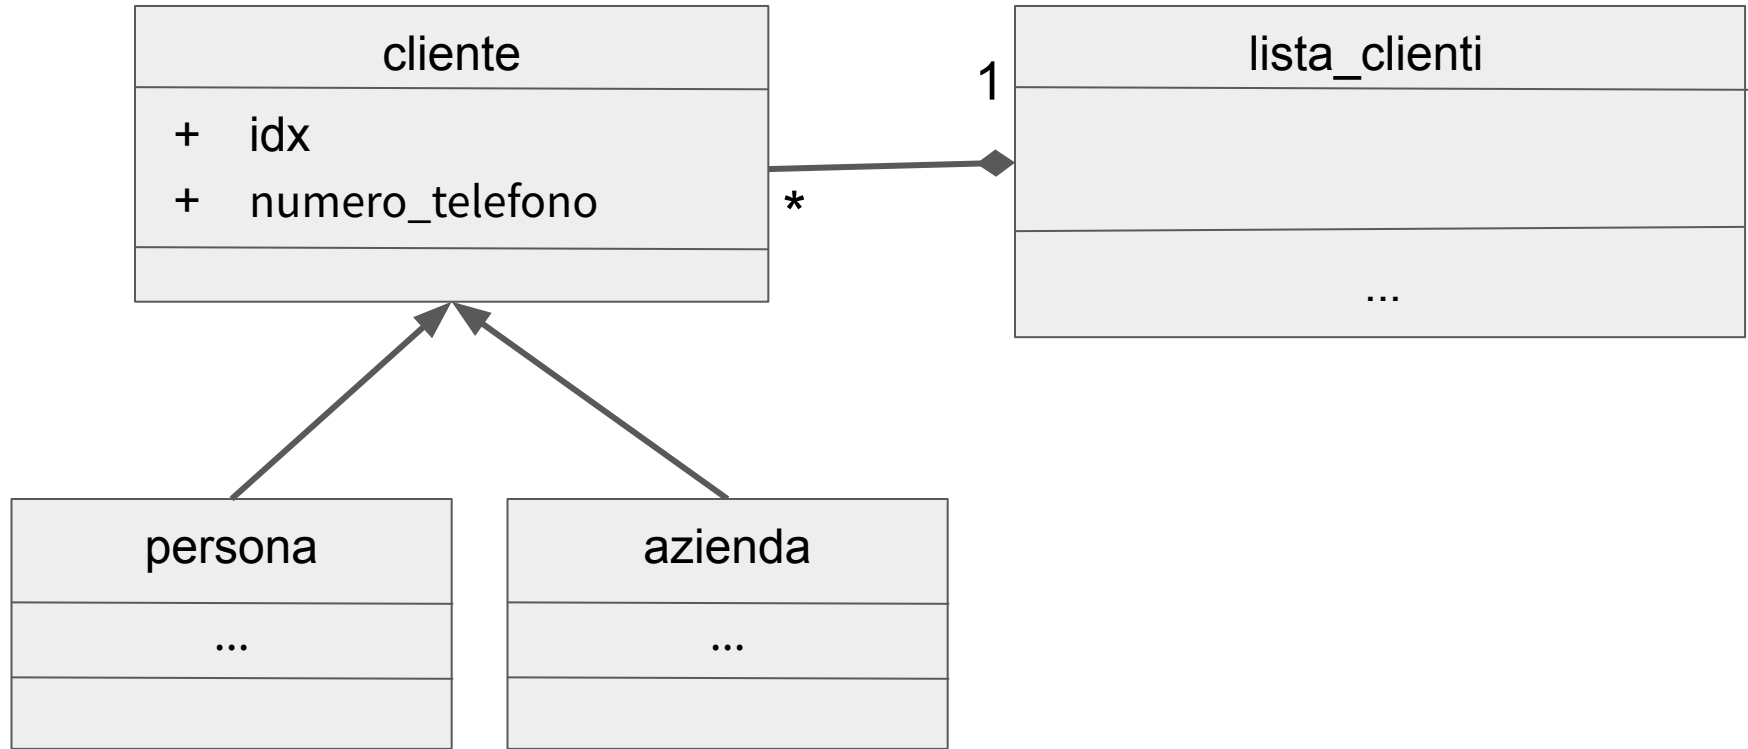 cliente
+ idx
+ numero_telefono
1
*
lista_clienti
...
persona
...
azienda
...